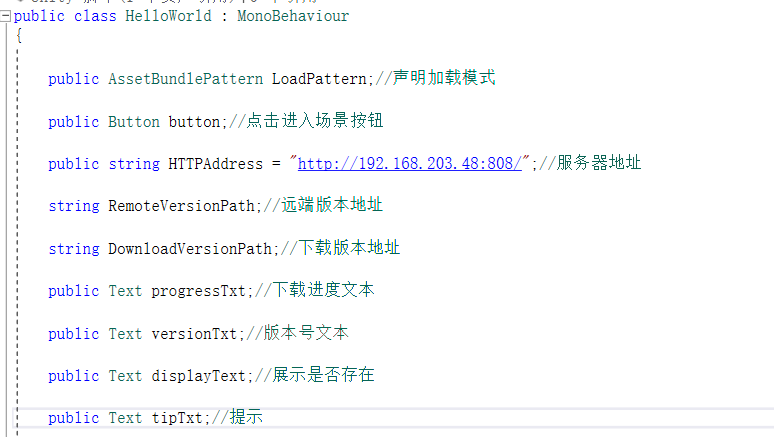 public class HelloWorld : MonoBehaviour
{
public AssetBundlePattern LoadPattern;//声明加载模式
public Button button;//点击进入场景按钮
public string HTTPAddress = "http://192.168.203.48:808/";//服务器地址
string RemoteVersionPath;//远端版本地址
string DownloadVersionPath;//下载版本地址
public Text progressTxt;//下载进度文本
public Text versionTxt;//版本号文本
public Text displayText;//展示是否存在
public Text tipTxt;//提示